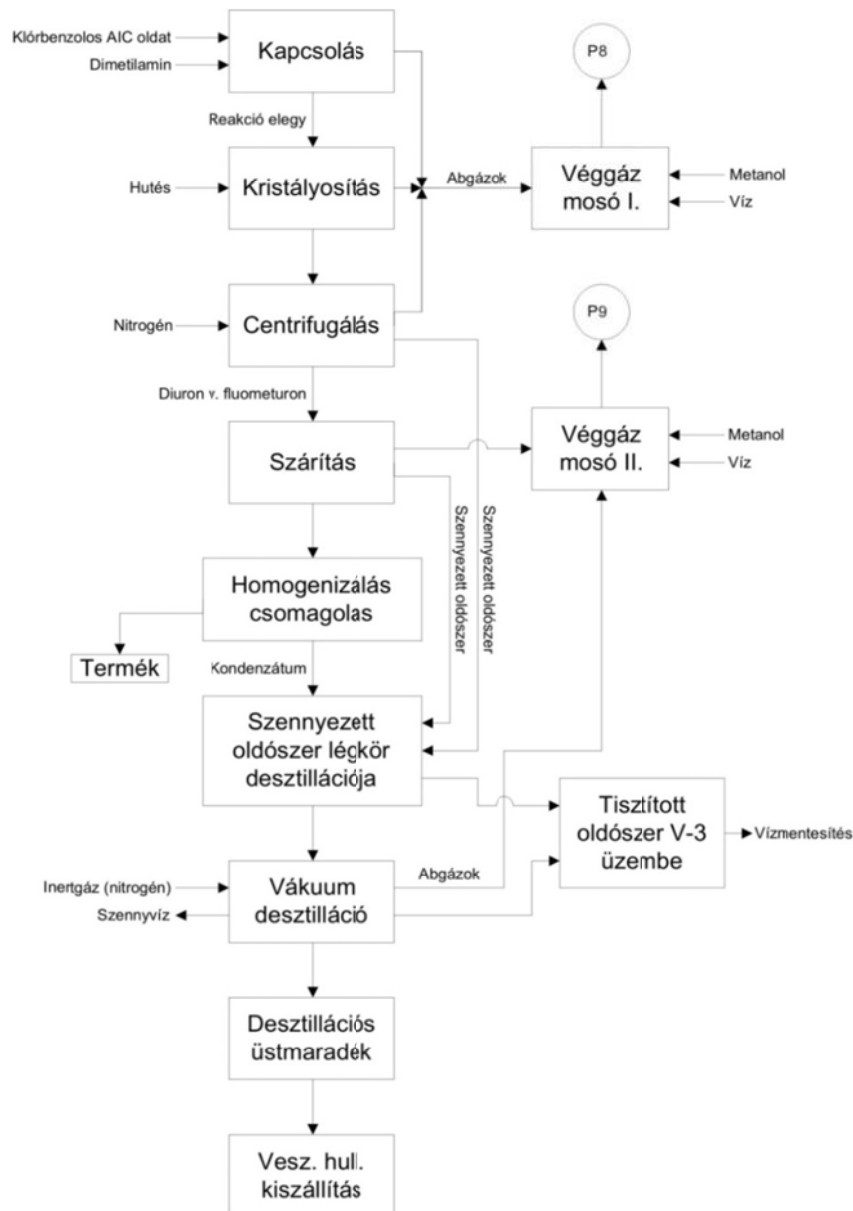 Klórbenzolos AIC oldat
Dimetilamin
Kapcsolás
P8
Reakció elegy
Hutés
Kristályosítás
Abgázok
Véggáz
mosó I.
Metanol
Víz
Nitrogén
Centrifugálás
P9
Diuron v. fluometuron
Szárítás
Véggáz
mosó II.
Metanol
Víz
Szennyezett oldószer
Szennyezett oldószer
Homogenizálás
csomagolas
Termék
Kondenzátum
Szennyezett
oldószer légkör
desztillációja
Tisztított
oldószer V-3
üzembe
Vízmentesítés
Inertgáz (nitrogén)
Szennyvíz
Vákuum
desztilláció
Abgázok
Desztillációs
üstmaradék
Vesz. hull.
kiszállítás